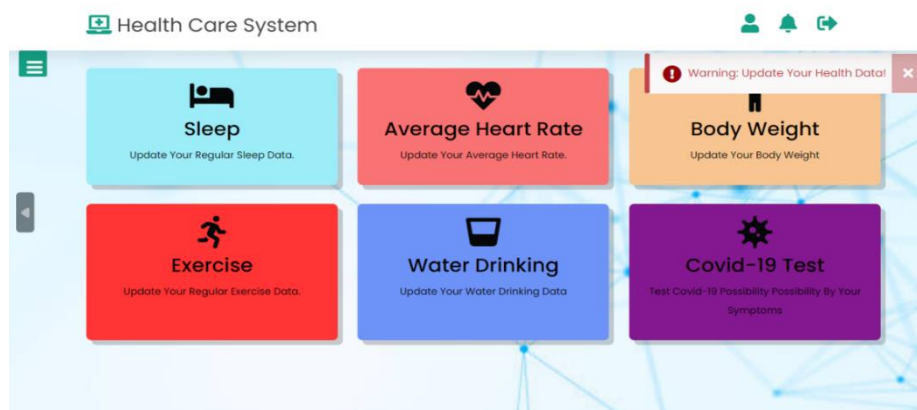 Health Care System
Warning: Update Your Health Data!
Sleep
Update Your Regular Sleep Data.
Average Heart Rate
Update Your Average Heart Rate.
Body Weight
Update Your Body Weight
Exercise
Update Your Regular Exercise Data.
Water Drinking
Update Your Water Drinking Data
Covid-19 Test
Test Covid-19 Possibility Possibility By Your
Symptoms